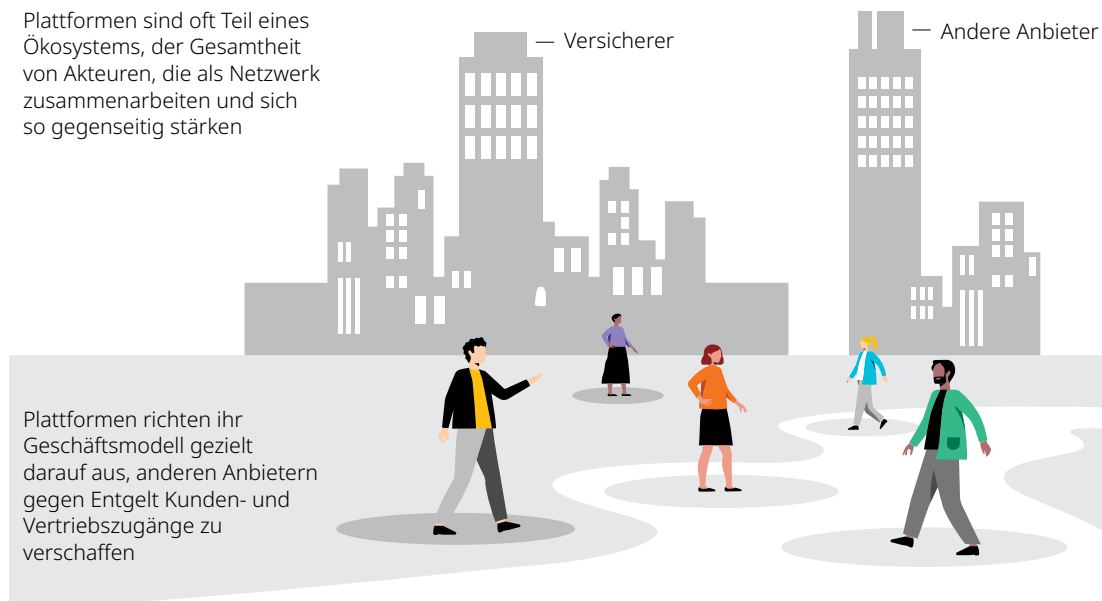 Plattformen sind oft Teil eines
Ökosystems, der Gesamtheit
von Akteuren, die als Netzwerk
zusammenarbeiten und sich
so gegenseitig stärken
— Versicherer
— Andere Anbieter
Plattformen richten ihr
Geschäftsmodell gezielt
darauf aus, anderen Anbietern
gegen Entgelt Kunden- und
Vertriebszugänge zu
verschaffen